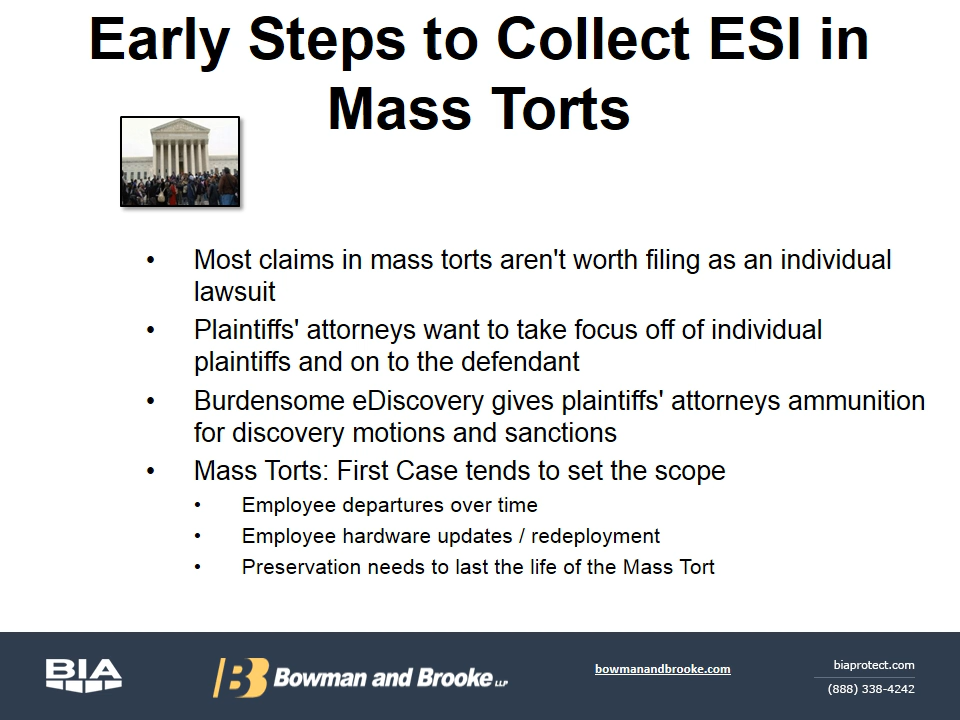 Early Steps to Collect ESI in
Mass Torts
• Most claims in mass torts aren't worth filing as an individual
lawsuit
• Plaintiffs' attorneys want to take focus off of individual
plaintiffs and on to the defendant
• Burdensome eDiscovery gives plaintiffs' attorneys ammunition
for discovery motions and sanctions
• Mass Torts: First Case tends to set the scope
• Employee departures over time
• Employee hardware updates / redeployment
• Preservation needs to last the life of the Mass Tort
BIA
B Bowman and Brooke LLP
bowmanandbrooke.com
biaprotect.com
(888) 338-4242